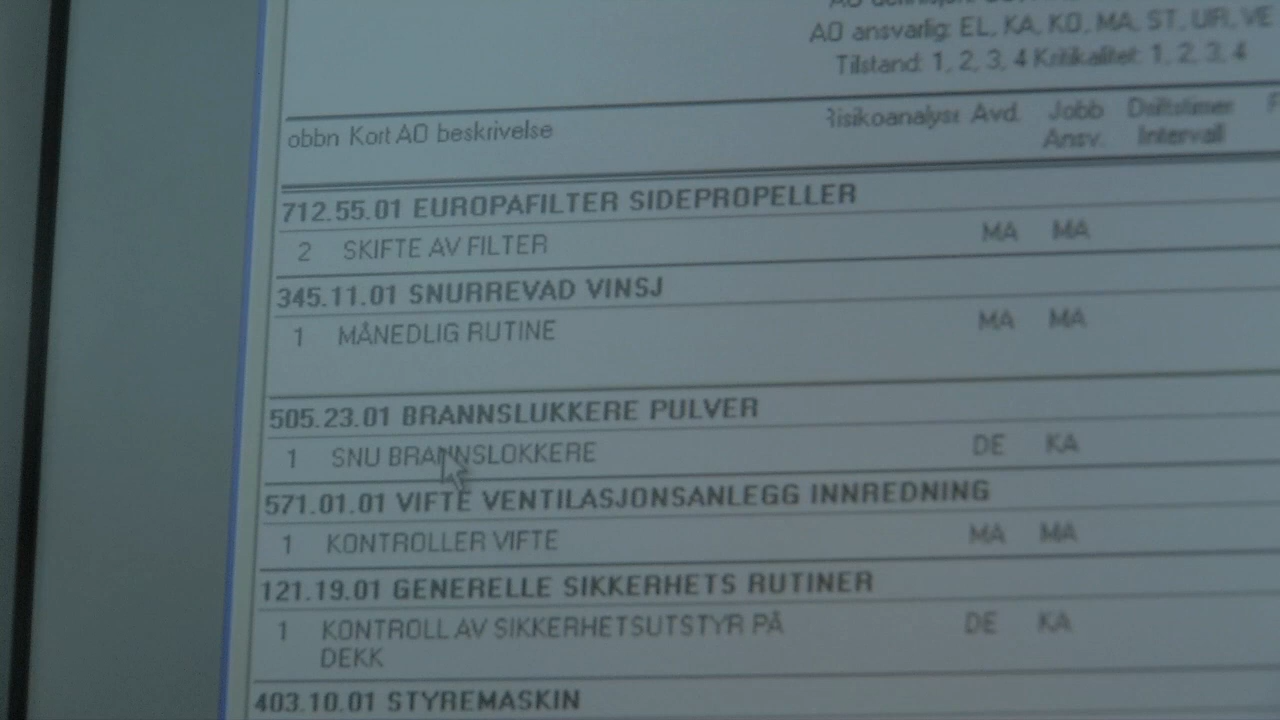 AO ansvarlig: EL, KA, KO, MA, ST, UR, VE
Tilstand: 1, 2, 3, 4 Kritikalitet: 1, 2, 3, 4
obbn Kort AO beskrivelse Risikoanalyse Avd. Jobb Ansv. Driftstimer Intervall
712.55.01 EUROPAFILTER SIDEPROPELLER
2 SKIFTE AV FILTER MA MA
345.11.01 SNURREVAD VINSJ
1 MÅNEDLIG RUTINE MA MA
505.23.01 BRANNSLUKKERE PULVER
1 SNU BRANNSLOKKERE DE KA
571.01.01 VIFTE VENTILASJONSANLEGG INNREDNING
1 KONTROLLER VIFTE MA MA
121.19.01 GENERELLE SIKKERHETS RUTINER
1 KONTROLL AV SIKKERHETSUTSTYR PÅ DE KA
DEKK
403.10.01 STYREMASKIN